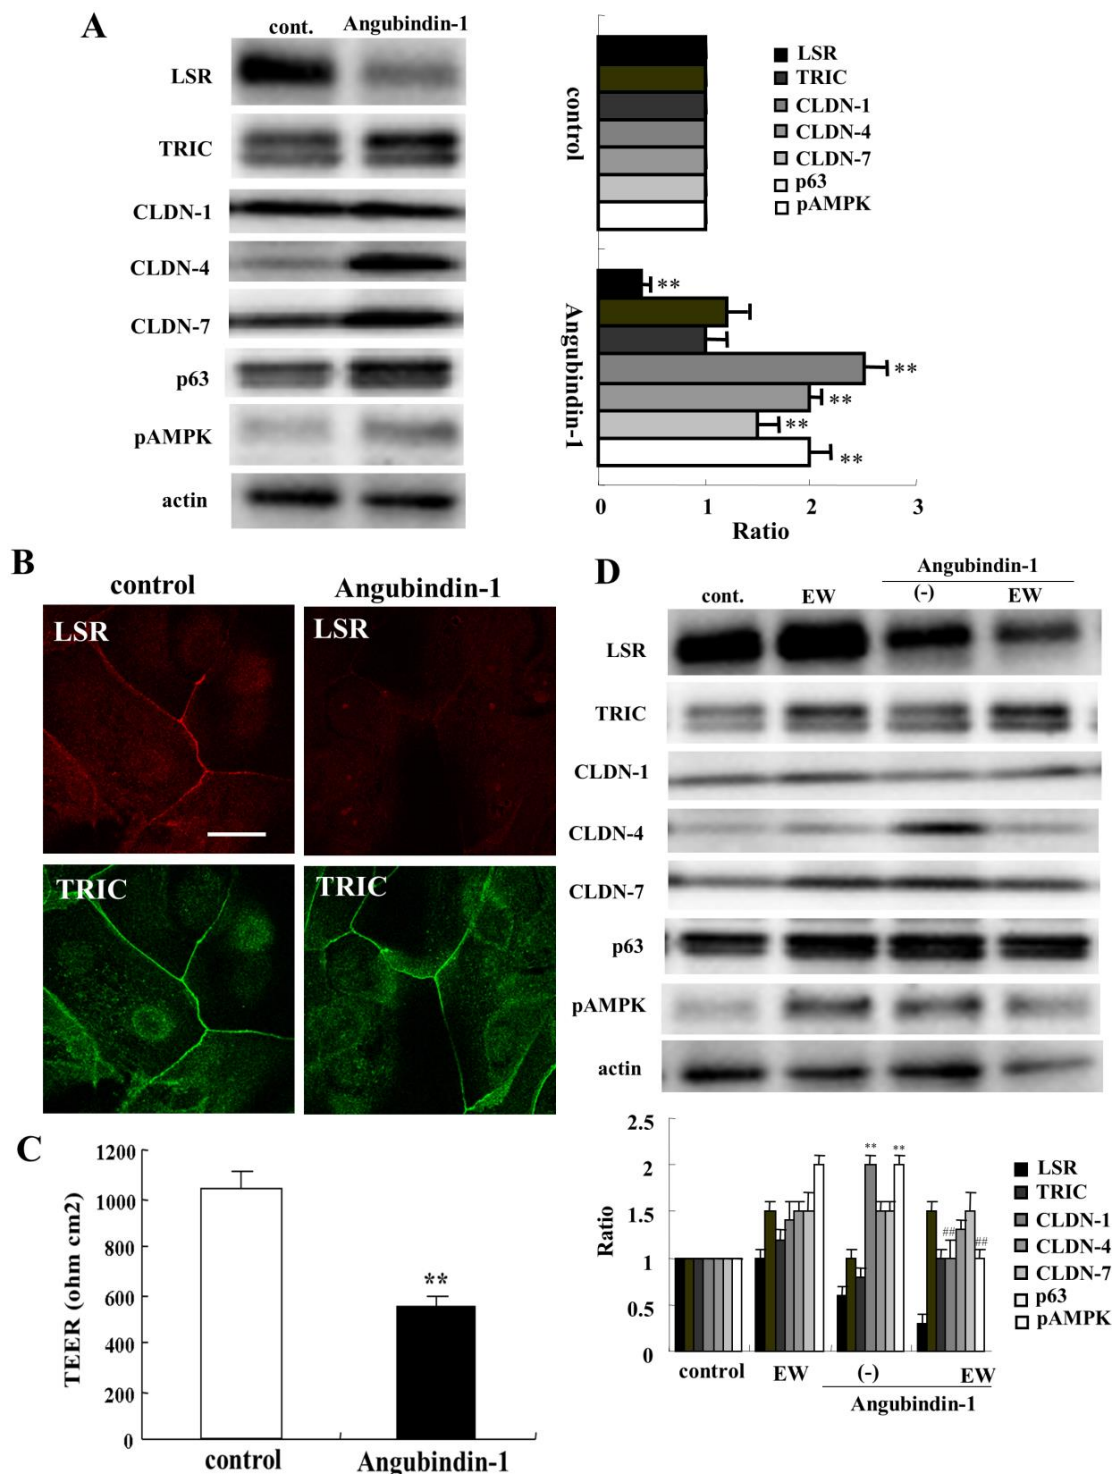 A
cont.
Angubindin-1
LSR
TRIC
CLDN-1
CLDN-4
CLDN-7
p63
pAMPK
actin
control
Angubindin-1
**
**
**
**
**
0
1
2
3
Ratio
LSR
TRIC
CLDN-1
CLDN-4
CLDN-7
p63
pAMPK
B
control
Angubindin-1
LSR
LSR
TRIC
TRIC
C
1200
1000
800
600
400
200
0
TEER (ohm cm2)
**
control
Angubindin-1
D
Angubindin-1
cont.
EW
(-)
EW
LSR
TRIC
CLDN-1
CLDN-4
CLDN-7
p63
pAMPK
actin
2.5
2
1.5
1
0.5
0
Ratio
**
**
##
##
control
EW
(-)
EW
Angubindin-1
LSR
TRIC
CLDN-1
CLDN-4
CLDN-7
p63
pAMPK